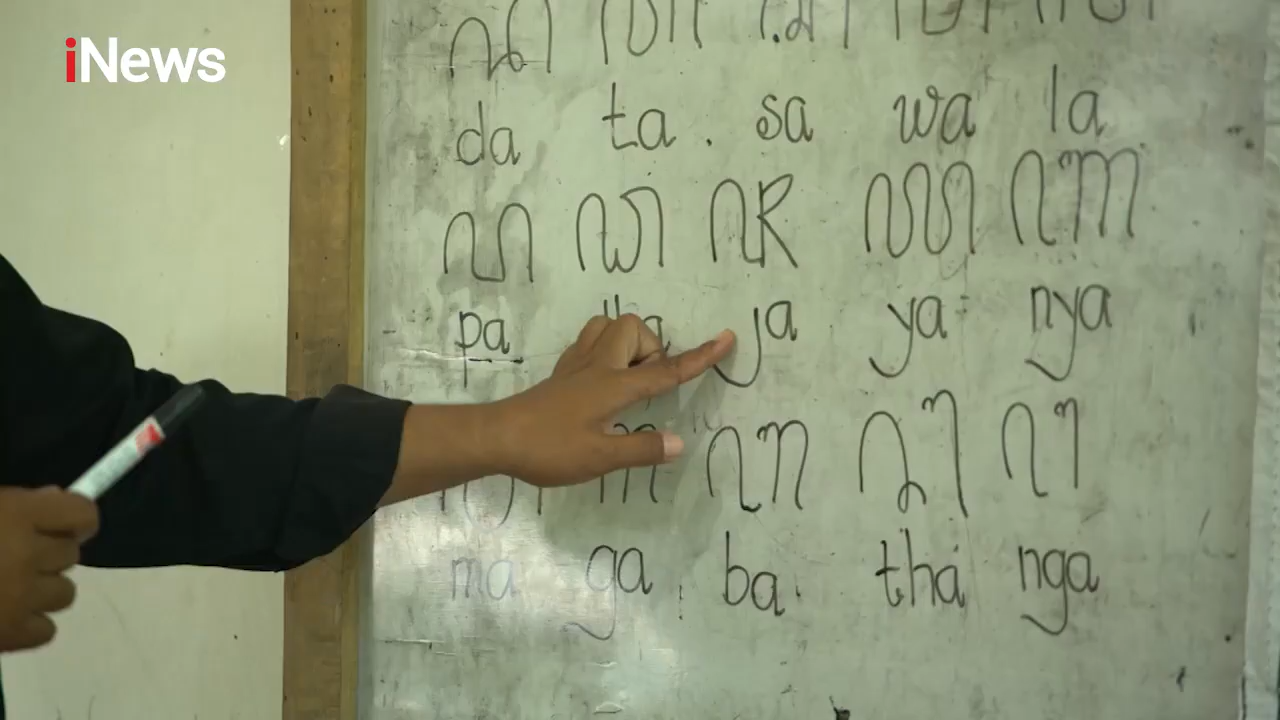 iNews
da ta sa wa la
ꦥ ꦝ ꦗ ꦪ ꦚ
pa ja ya nya
ꦩ ꦒ ꦧ ꦛ ꦔ
ma ga ba tha nga